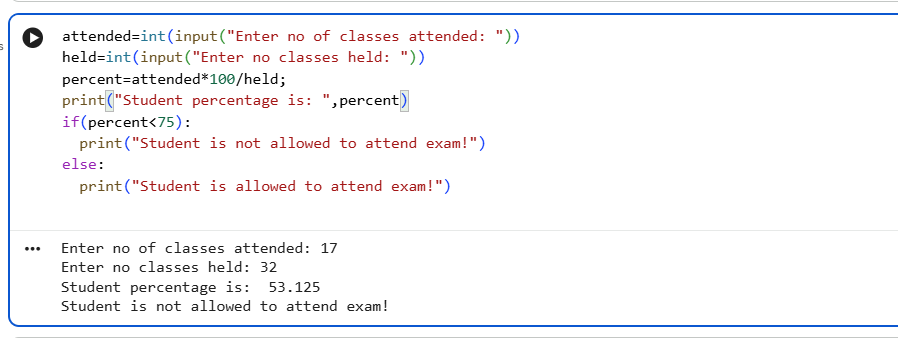 attended=int(input("Enter no of classes attended: "))
held=int(input("Enter no classes held: "))
percent=attended*100/held;
print("Student percentage is: ",percent)
if(percent<75):
  print("Student is not allowed to attend exam!")
else:
  print("Student is allowed to attend exam!")
Enter no of classes attended: 17
Enter no classes held: 32
Student percentage is:  53.125
Student is not allowed to attend exam!